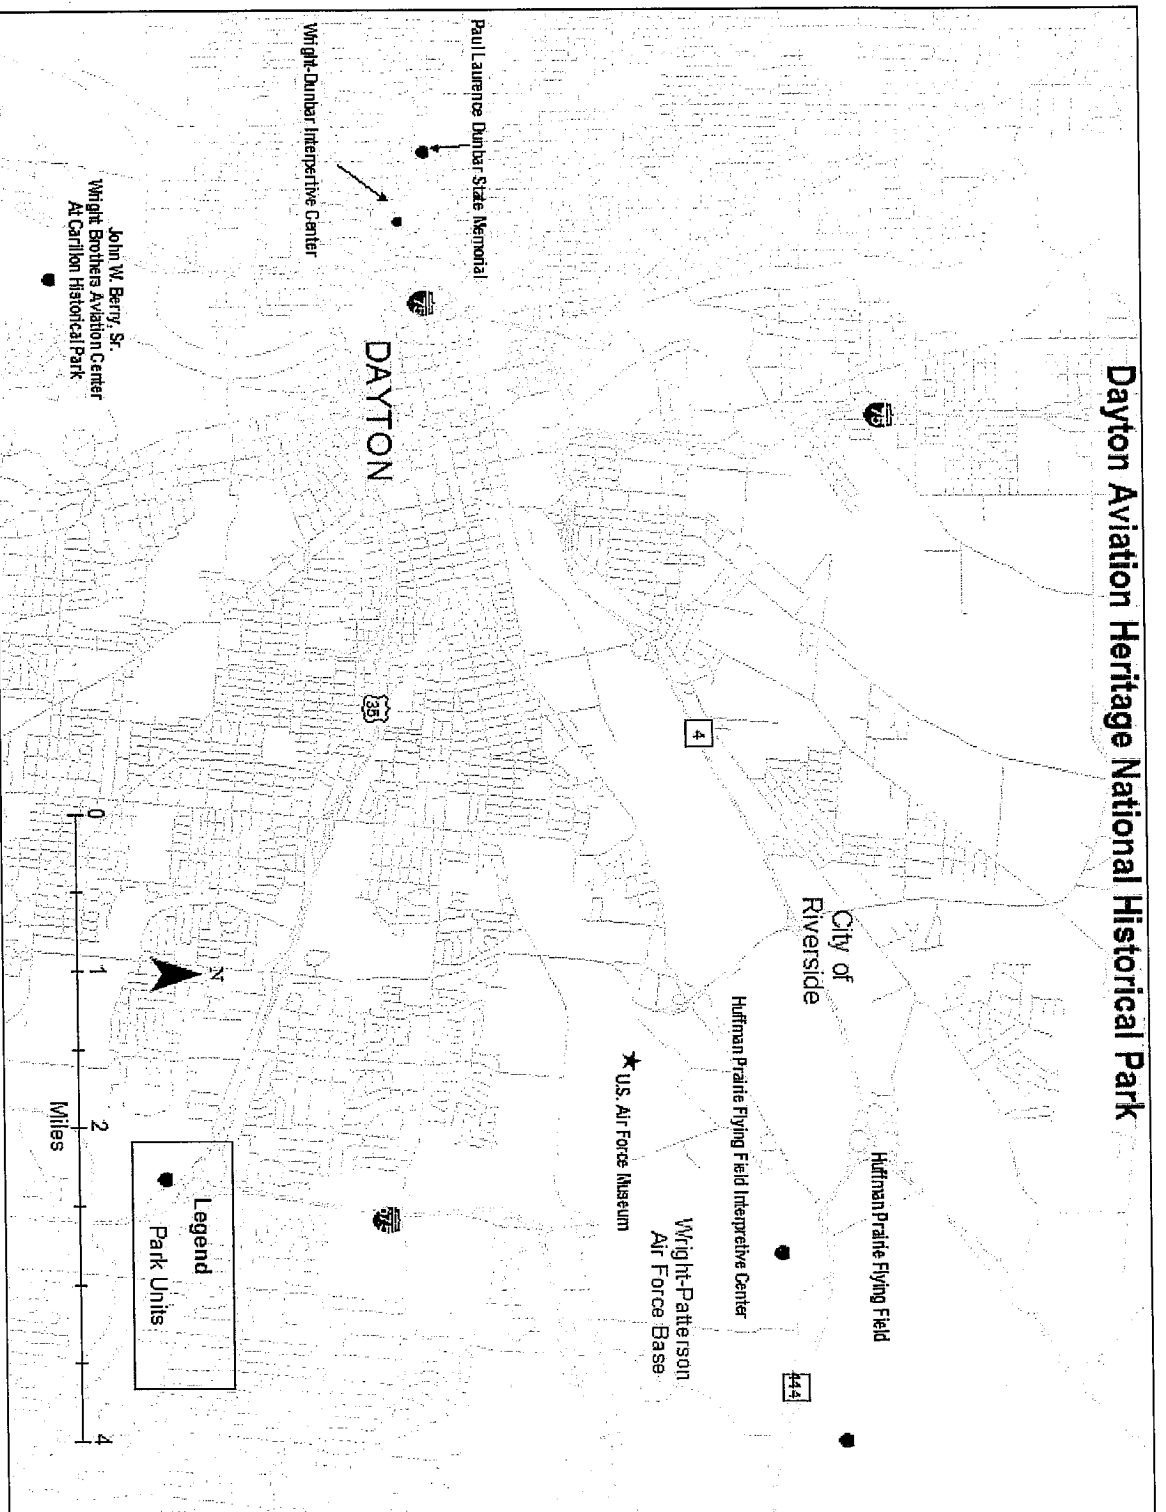 Dayton Aviation Heritage National Historical Park
75
Huffman Prairie Flying Field
City of
Riverside
444
Huffman Prairie Flying Field Interpretive Center
4
Wright-Patterson
Air Force Base
U.S. Air Force Museum
Paul Laurence Dunbar State Memorial
75
DAYTON
35
Wright-Dunbar Interpertive Center
N
Legend
Park Units
John W. Berry, Sr.
Wright Brothers Aviation Center
At Carillon Historical Park
0 1 2 4
Miles